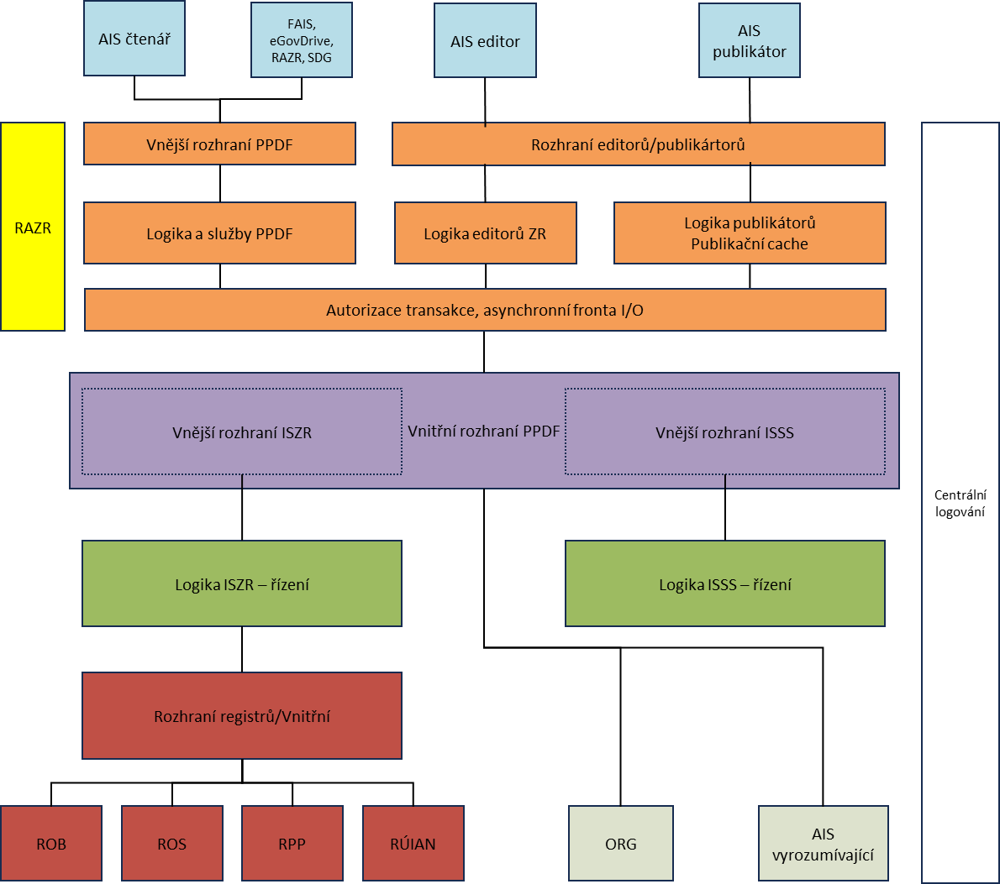 AIS čtenář
FAIS,
eGovDrive,
RAZR, SDG
AIS editor
AIS
publikátor
RAZR
Vnější rozhraní PPDF
Rozhraní editorů/publikártorů
Logika a služby PPDF
Logika editorů ZR
Logika publikátorů
Publikační cache
Autorizace transakce, asynchronní fronta I/O
Vnější rozhraní ISZR
Vnitřní rozhraní PPDF
Vnější rozhraní ISSS
Centrální
logování
Logika ISZR – řízení
Logika ISSS – řízení
Rozhraní registrů/Vnitřní
ROB
ROS
RPP
RÚIAN
ORG
AIS
vyrozumívající